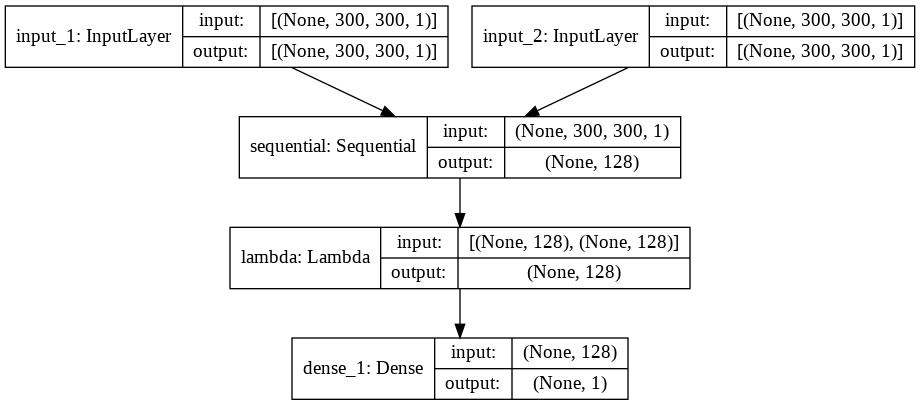 input_1: InputLayer
input: [(None, 300, 300, 1)]
output: [(None, 300, 300, 1)]
input_2: InputLayer
input: [(None, 300, 300, 1)]
output: [(None, 300, 300, 1)]
sequential: Sequential
input: (None, 300, 300, 1)
output: (None, 128)
lambda: Lambda
input: [(None, 128), (None, 128)]
output: (None, 128)
dense_1: Dense
input: (None, 128)
output: (None, 1)